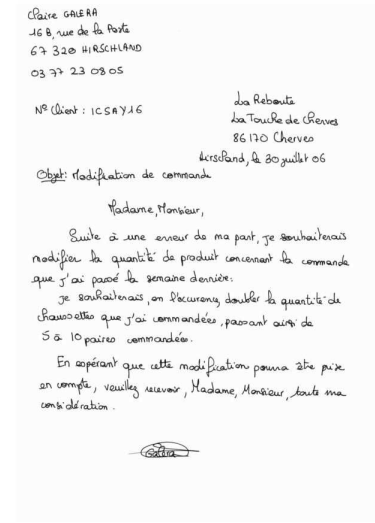 Claire GALERA
16 B, rue de la Poste
67 320 HIRSCHLAND
03 77 23 08 05
N° Client : ICSAY16
La Reboute
La Touche de Cherves
86170 Cherves
Hirschland, le 30 juillet 06
Objet: Modification de commande
Madame, Monsieur,
Suite à une erreur de ma part, je souhaiterais
modifier la quantité de produit concernant la commande
que j'ai passé la semaine dernière.
je souhaiterais, en l'occurency, doubler la quantité de
chaussettes que j'ai commandées, passant ainsi de
5 à 10 paires commandées.
En espérant que cette modification pourra être prise
en compte, veuillez recevoir, Madame, Monsieur, toute ma
considération.
Galera